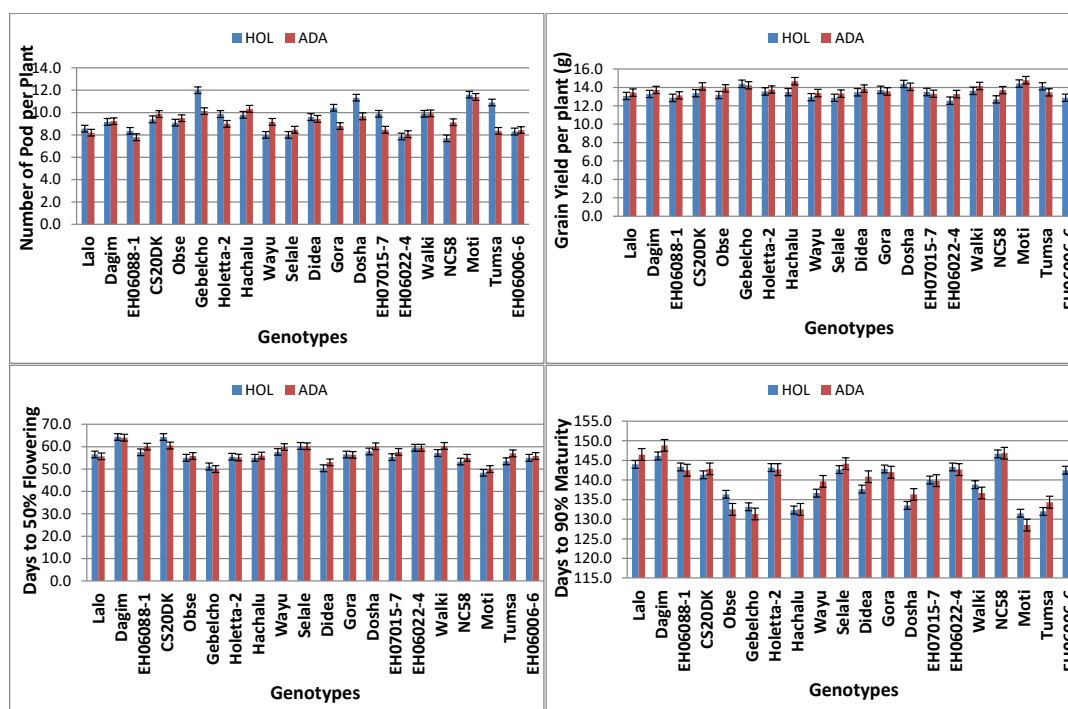 HOL ADA
Number of Pod per Plant
14.0
12.0
10.0
8.0
6.0
4.0
2.0
0.0
Lalo
Dagim
EH06088-1
CS20DK
Obse
Gebelcho
Holetta-2
Hachalu
Wayu
Selale
Didea
Gora
Dosha
EH07015-7
EH06022-4
Walki
NC58
Moti
Tumsa
EH06006-6
Genotypes
HOL ADA
Grain Yield per plant (g)
16.0
14.0
12.0
10.0
8.0
6.0
4.0
2.0
0.0
Lalo
Dagim
EH06088-1
CS20DK
Obse
Gebelcho
Holetta-2
Hachalu
Wayu
Selale
Didea
Gora
Dosha
EH07015-7
EH06022-4
Walki
NC58
Moti
Tumsa
EH06006-6
Genotypes
HOL ADA
Days to 50% Flowering
70.0
60.0
50.0
40.0
30.0
20.0
10.0
0.0
Lalo
Dagim
EH06088-1
CS20DK
Obse
Gebelcho
Holetta-2
Hachalu
Wayu
Selale
Didea
Gora
Dosha
EH07015-7
EH06022-4
Walki
NC58
Moti
Tumsa
EH06006-6
Genotypes
HOL ADA
Days to 90% Maturity
155.0
150.0
145.0
140.0
135.0
130.0
125.0
120.0
115.0
Lalo
Dagim
EH06088-1
CS20DK
Obse
Gebelcho
Holetta-2
Hachalu
Wayu
Selale
Didea
Gora
Dosha
EH07015-7
EH06022-4
Walki
NC58
Moti
Tumsa
EH06006-6
Genotypes